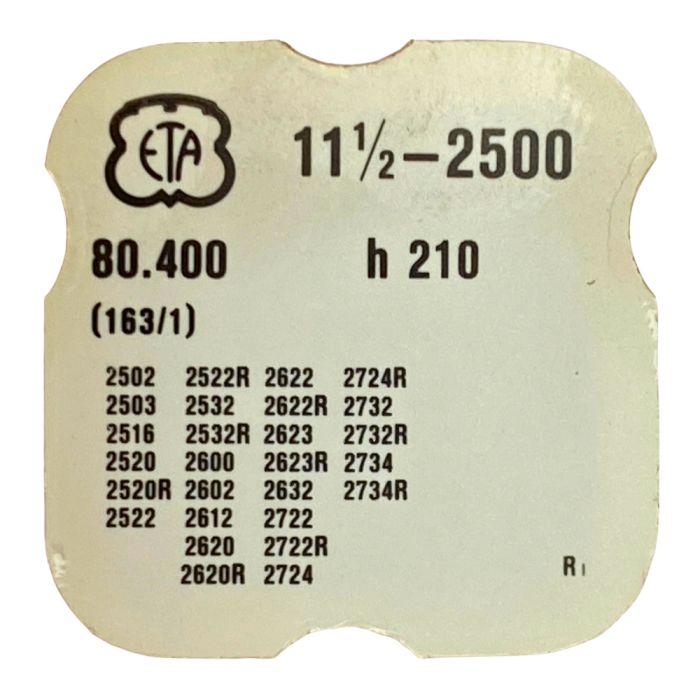 ETA 11½–2500
80.400 h 210
(163/1)
2502 2522R 2622 2724R
2503 2532 2622R 2732
2516 2532R 2623 2732R
2520 2600 2623R 2734
2520R 2602 2632 2734R
2522 2612 2722
2620 2722R
2620R 2724
R I